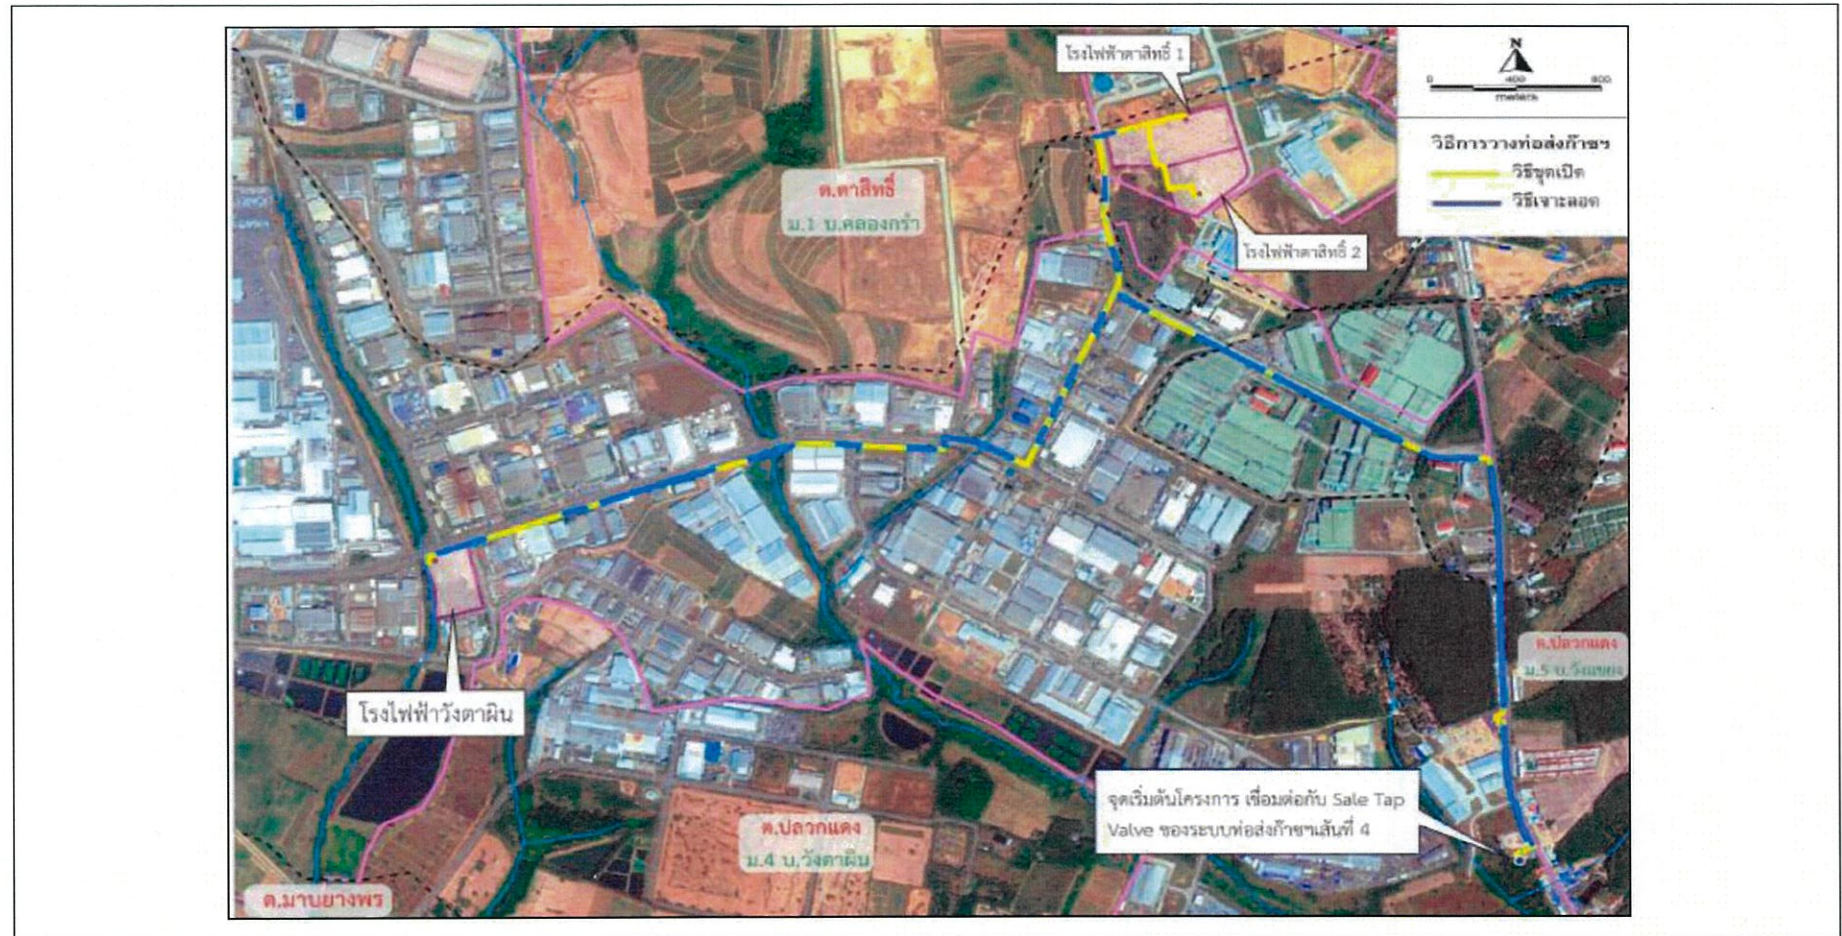 โรงไฟฟ้าตาสิทธิ์ 1
N
0 400 800
meters
วิธีการวางท่อส่งก๊าซฯ
วิธีขุดเปิด
วิธีเจาะลอด
ต.ตาสิทธิ์
ม.1 บ.คลองกรำ
โรงไฟฟ้าตาสิทธิ์ 2
ต.ปลวกแดง
ม.5 บ.วังแขยง
โรงไฟฟ้าวังตาผิน
จุดเริ่มต้นโครงการ เชื่อมต่อกับ Sale Tap
Valve ของระบบท่อส่งก๊าซฯเส้นที่ 4
ต.ปลวกแดง
ม.4 บ.วังตาผิน
ต.มาบยางพร